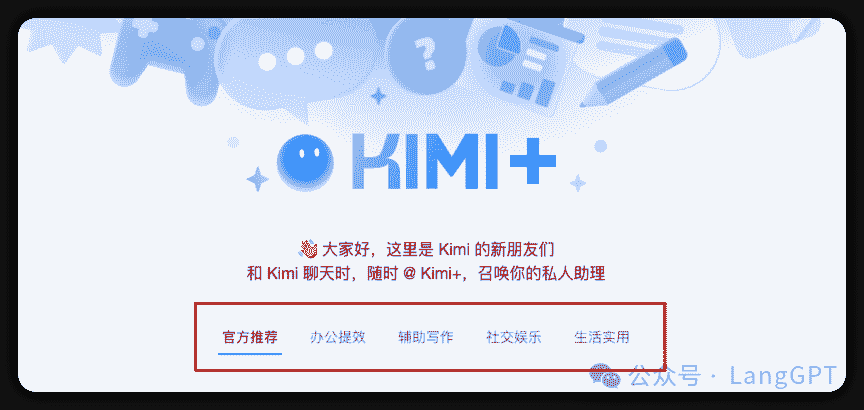 KIMI+
👋 大家好，这里是 Kimi 的新朋友们
和 Kimi 聊天时，随时 @ Kimi+，召唤你的私人助理
官方推荐 办公提效 辅助写作 社交娱乐 生活实用
公众号 · LangGPT